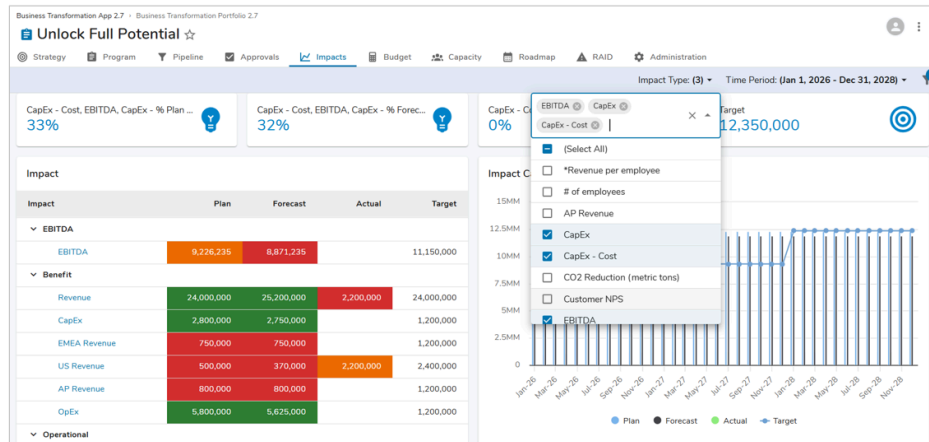 Business Transformation App 2.7 › Business Transformation Portfolio 2.7
Unlock Full Potential
Strategy Program Pipeline Approvals Impacts Budget Capacity Roadmap RAID Administration
Impact Type: (3) Time Period: (Jan 1, 2026 - Dec 31, 2028)
CapEx - Cost, EBITDA, CapEx - % Plan ...
33%
CapEx - Cost, EBITDA, CapEx - % Forec...
32%
CapEx - C
0%
Target
12,350,000
EBITDA CapEx
CapEx - Cost
(Select All)
*Revenue per employee
# of employees
AP Revenue
CapEx
CapEx - Cost
CO2 Reduction (metric tons)
Customer NPS
EBITDA
Impact
Impact Plan Forecast Actual Target
EBITDA
EBITDA 9,226,235 8,871,235 11,150,000
Benefit
Revenue 24,000,000 25,200,000 2,200,000 24,000,000
CapEx 2,800,000 2,750,000 1,200,000
EMEA Revenue 750,000 750,000 1,200,000
US Revenue 500,000 370,000 2,200,000 2,400,000
AP Revenue 800,000 800,000 1,200,000
OpEx 5,800,000 5,625,000 1,200,000
Operational
Impact C
15MM
12.5MM
10MM
7.5MM
5MM
2.5MM
0
Jan-26 Mar-26 May-26 Jul-26 Sep-26 Nov-26 Jan-27 Mar-27 May-27 Jul-27 Sep-27 Nov-27 Jan-28 Mar-28 May-28 Jul-28 Sep-28 Nov-28
Plan Forecast Actual Target